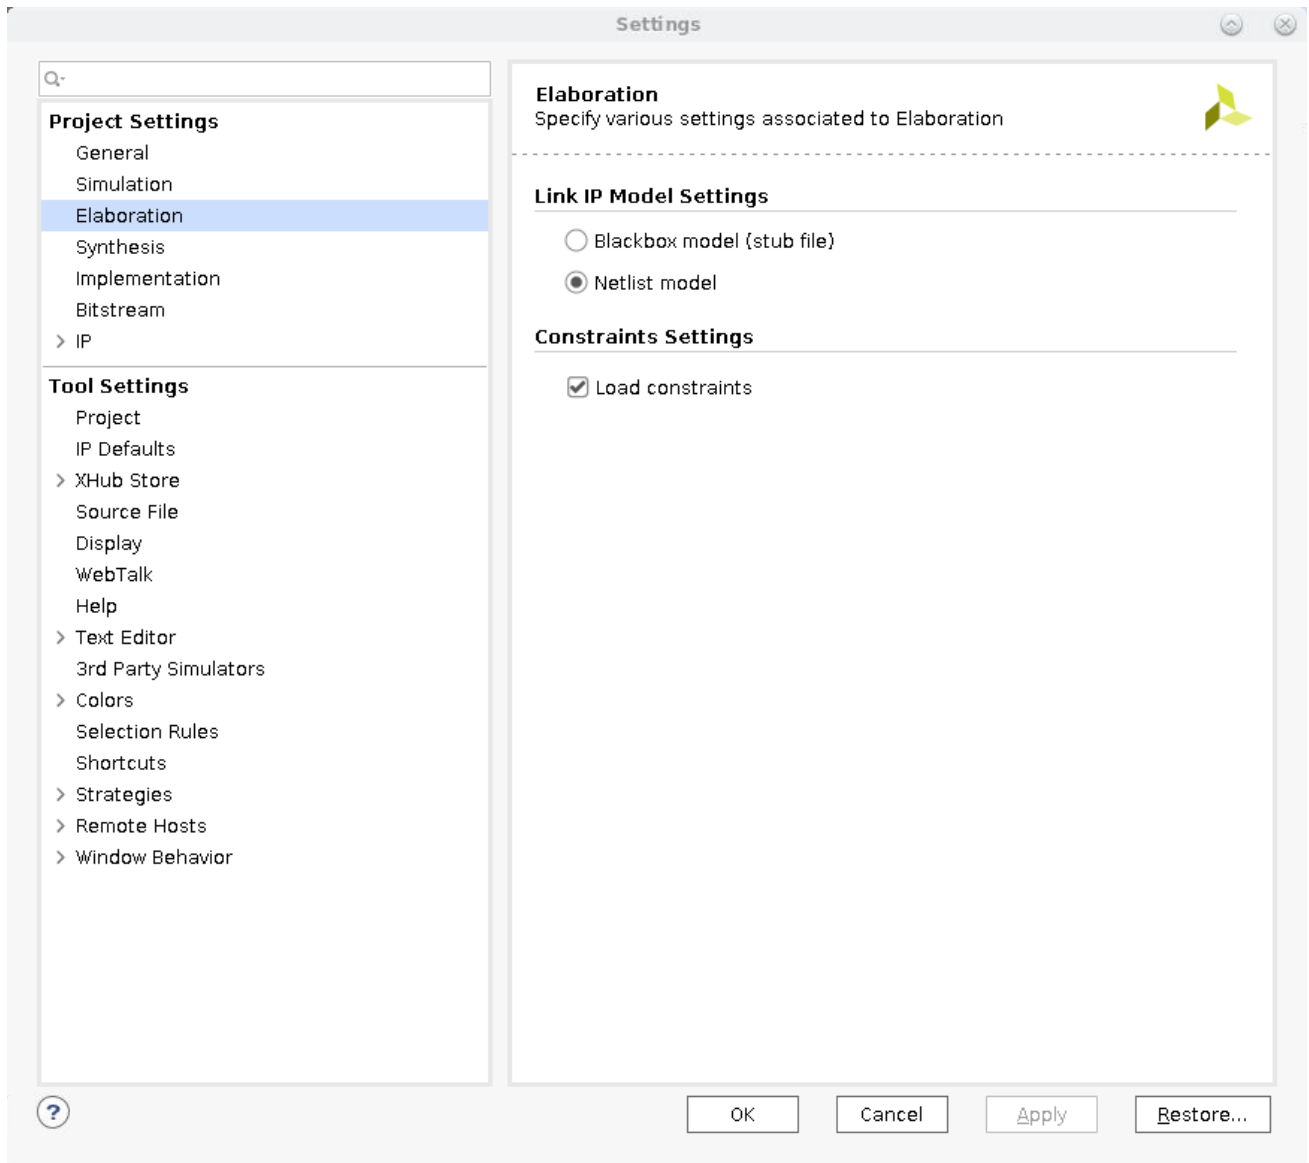 Settings
Project Settings
General
Simulation
Elaboration
Synthesis
Implementation
Bitstream
IP
Tool Settings
Project
IP Defaults
XHub Store
Source File
Display
WebTalk
Help
Text Editor
3rd Party Simulators
Colors
Selection Rules
Shortcuts
Strategies
Remote Hosts
Window Behavior
Elaboration
Specify various settings associated to Elaboration
Link IP Model Settings
Blackbox model (stub file)
Netlist model
Constraints Settings
Load constraints
?
OK
Cancel
Apply
Restore...